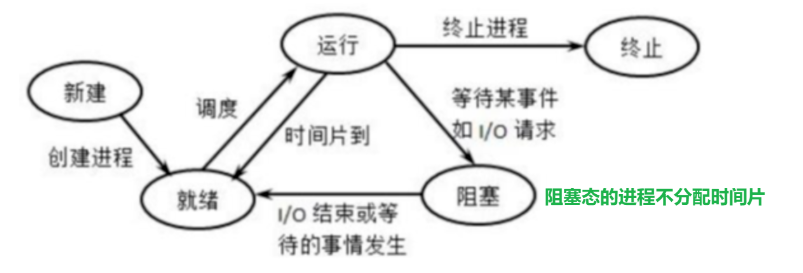 终止进程
运行
终止
新建
调度
等待某事件
如 I/O 请求
时间片到
创建进程
就绪
阻塞
阻塞态的进程不分配时间片
I/O 结束或等
待的事情发生